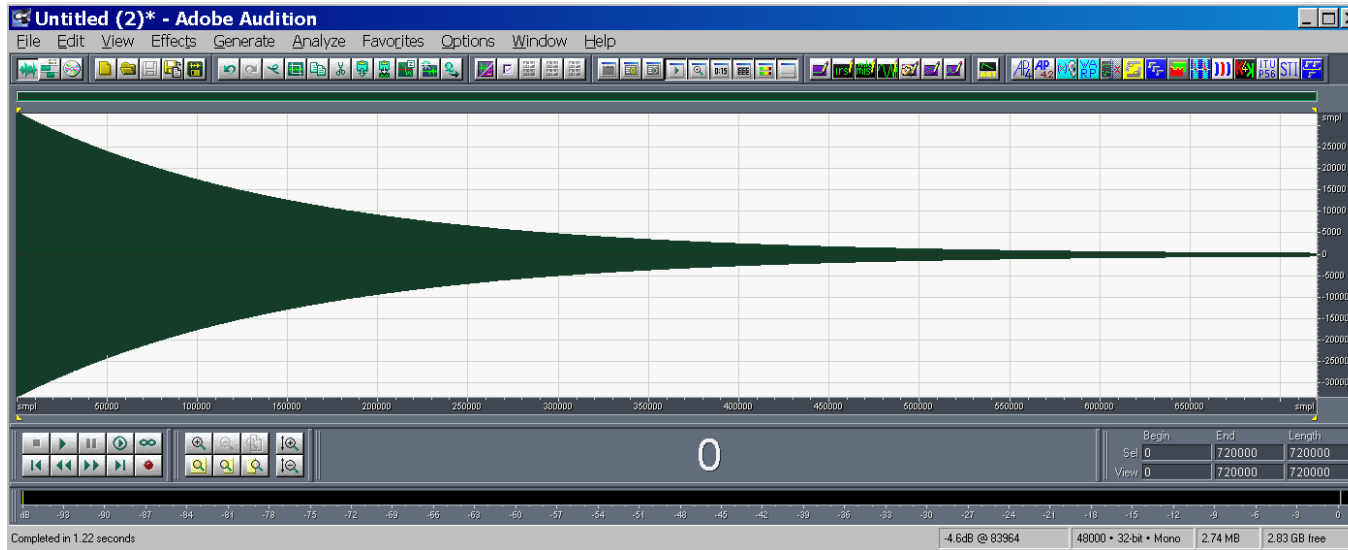 Untitled (2)* - Adobe Audition
File Edit View Effects Generate Analyze Favorites Options Window Help
smpl
25000
20000
15000
10000
5000
0
-5000
-10000
-15000
-20000
-25000
-30000
smpl 50000 100000 150000 200000 250000 300000 350000 400000 450000 500000 550000 600000 650000 smpl
0
Begin End Length
Sel 0 720000 720000
View 0 720000 720000
dB -93 -90 -87 -84 -81 -78 -75 -72 -69 -66 -63 -60 -57 -54 -51 -48 -45 -42 -39 -36 -33 -30 -27 -24 -21 -18 -15 -12 -9 -6 -3 0
Completed in 1.22 seconds -4.6dB @ 83964 48000 • 32-bit • Mono 2.74 MB 2.83 GB free